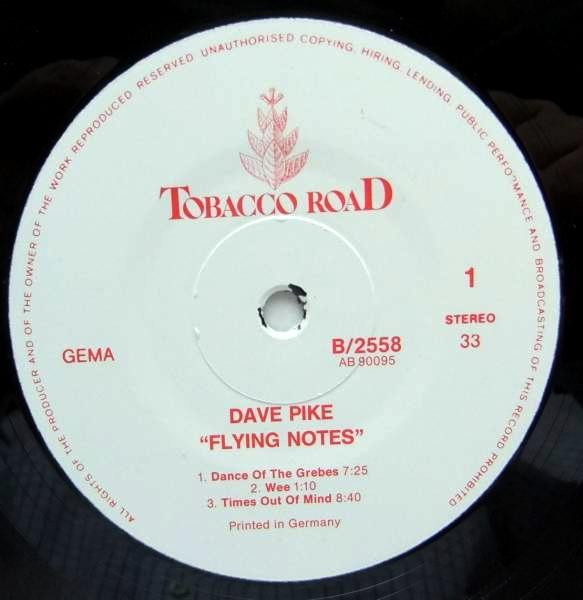 ALL RIGHTS OF THE PRODUCER AND OF THE OWNER OF THE WORK REPRODUCED RESERVED UNAUTHORISED COPYING, HIRING, LENDING, PUBLIC PERFORMANCE AND BROADCASTING OF THIS RECORD PROHIBITED
TOBACCO ROAD
1
STEREO
33
GEMA
B/2558
AB 90095
DAVE PIKE
“FLYING NOTES”
1. Dance Of The Grebes 7:25
2. Wee 1:10
3. Times Out Of Mind 8:40
Printed in Germany